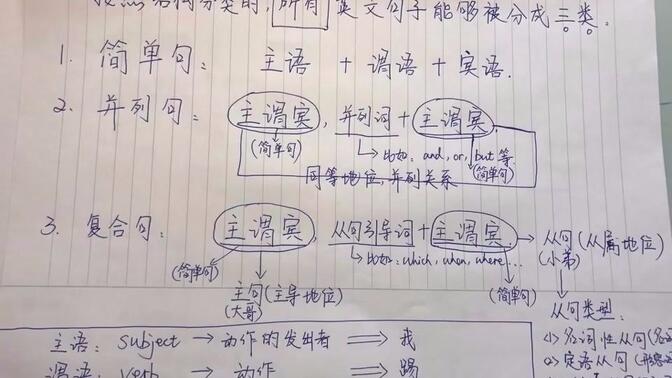 按照结构分类的,所有英文句子能够被分成三类。
1. 简单句: 主语 + 谓语 + 宾语.
2. 并列句: 主谓宾, 并列词 + 主谓宾.
(简单句) 比如: and, or, but 等. (简单句)
同等地位,并列关系
3. 复合句: 主谓宾, 从句引导词 + 主谓宾. → 从句(从属地位)
(简单句) 比如: which, when, where... (小弟)
主句(主导地位) (简单句)
(大哥) 从句类型:
主语: subject → 动作的发出者 ⇒ 我 <1> 名词性从句(名
谓语: verb → 动作 ⇒ 踢 <2> 定语从句(形容